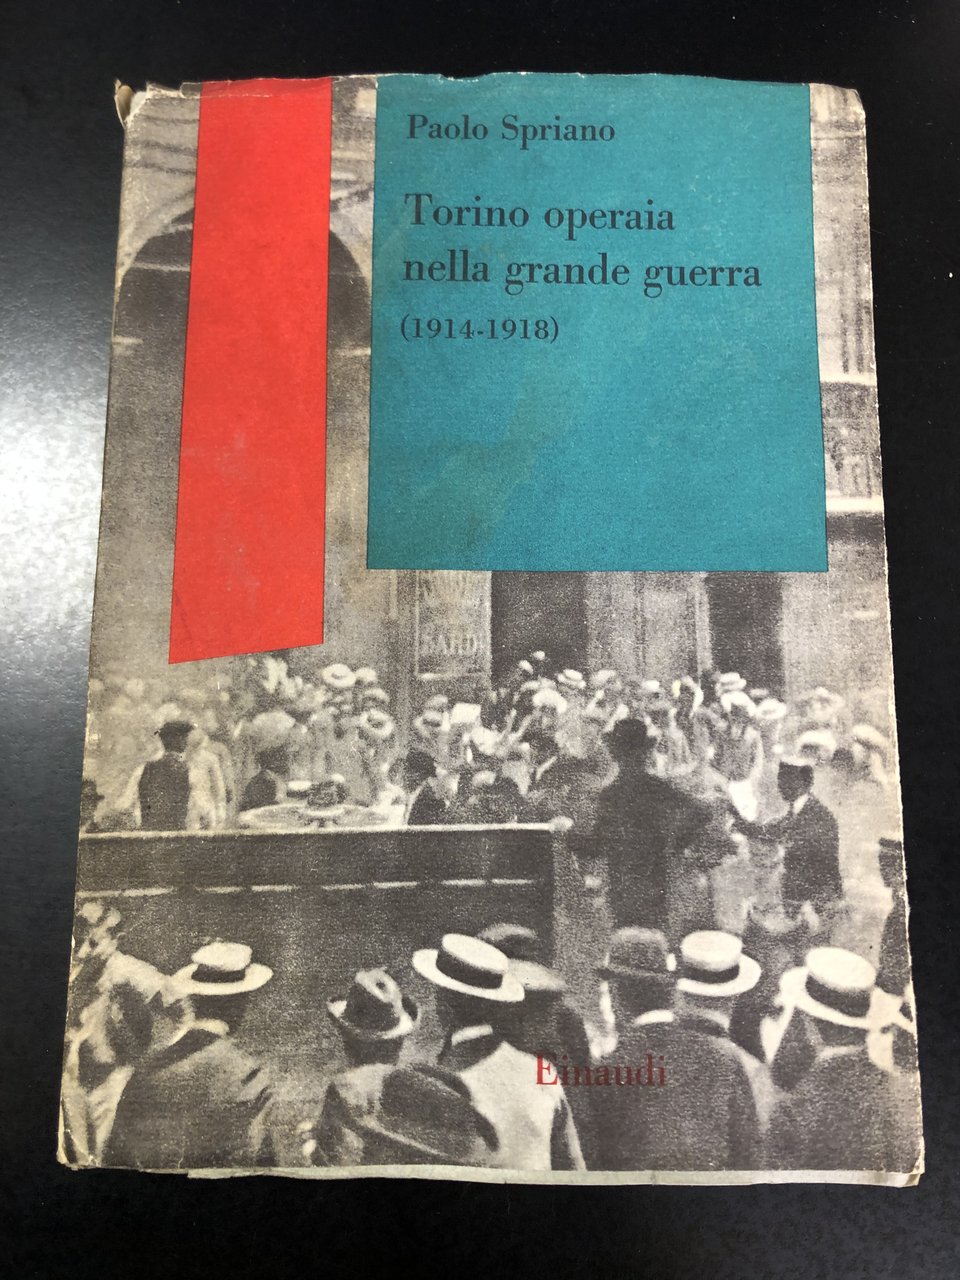 Paolo Spriano
Torino operaia
nella grande guerra
(1914-1918)
Einaudi